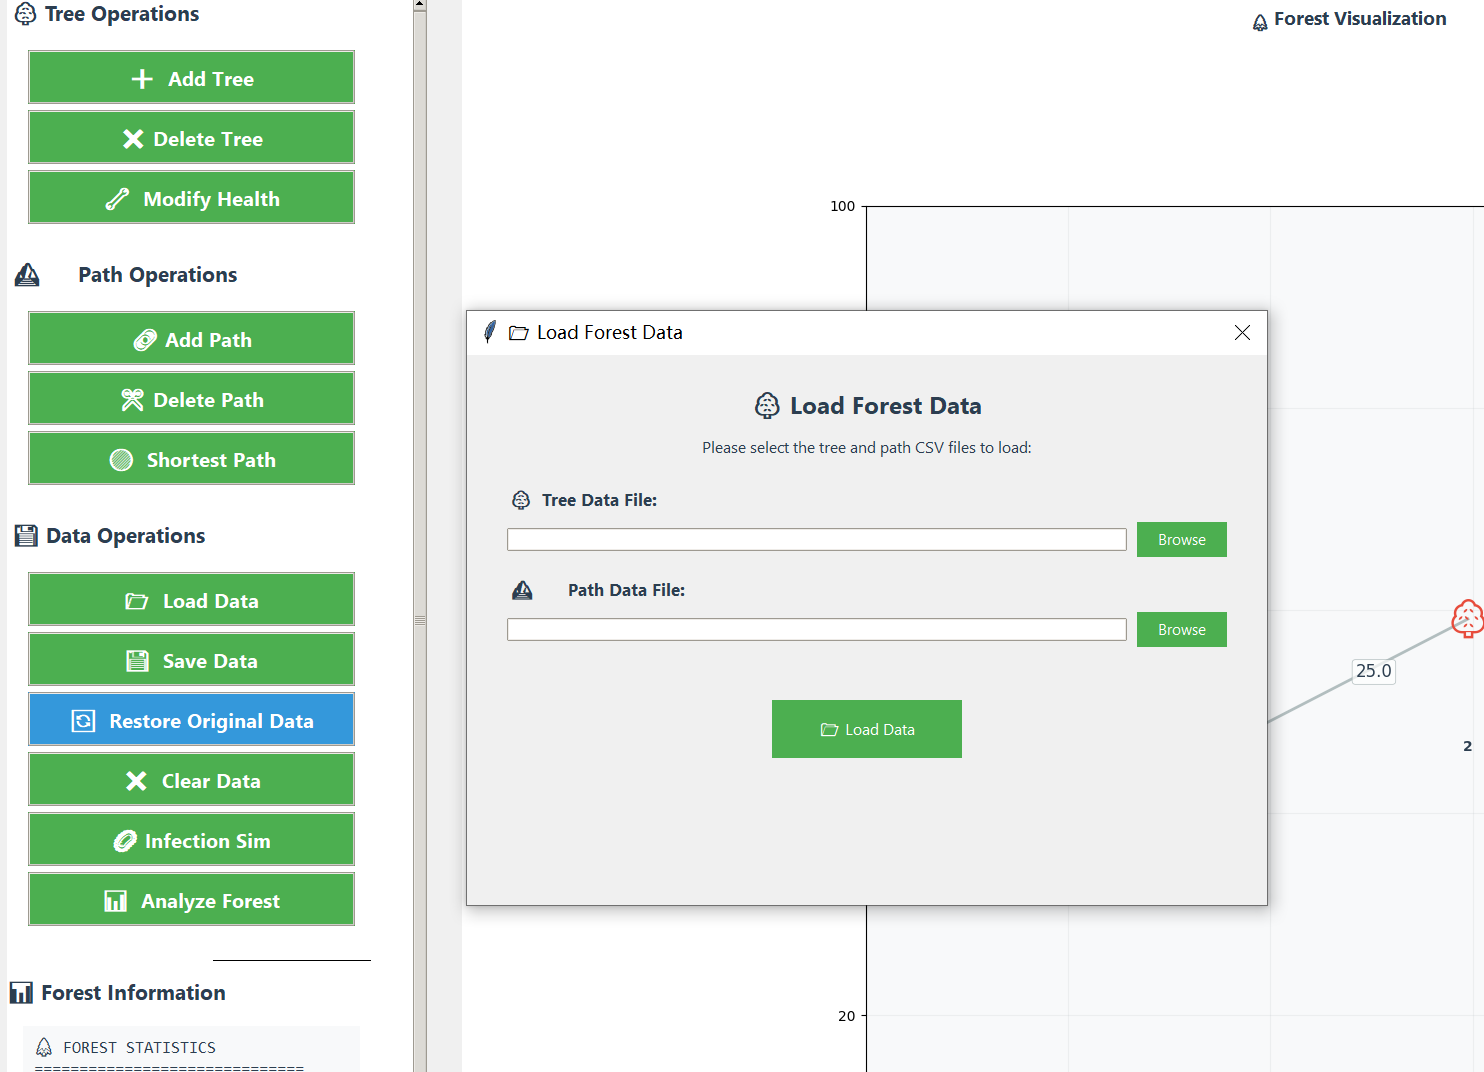 Tree Operations
Add Tree
Delete Tree
Modify Health
Path Operations
Add Path
Delete Path
Shortest Path
Data Operations
Load Data
Save Data
Restore Original Data
Clear Data
Infection Sim
Analyze Forest
Forest Information
FOREST STATISTICS
==============================
Forest Visualization
100
Load Forest Data
Load Forest Data
Please select the tree and path CSV files to load:
Tree Data File:
Browse
Path Data File:
Browse
Load Data
25.0
2
20